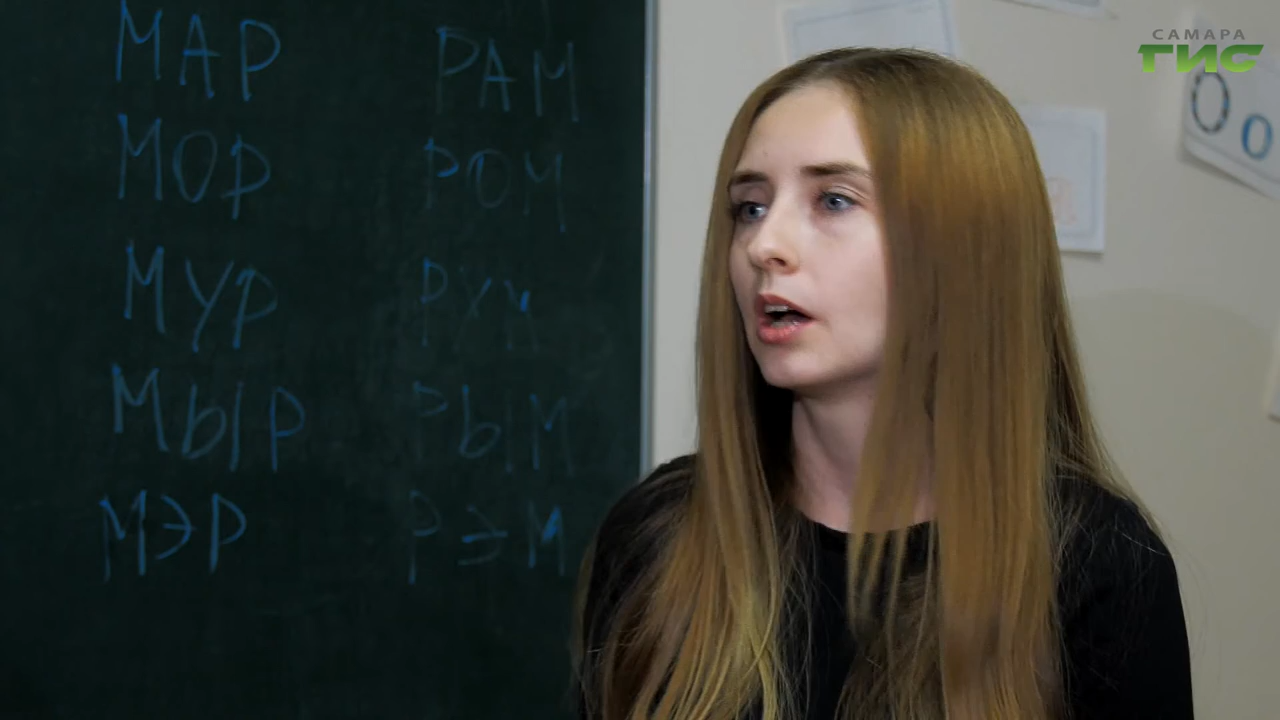 МАР РАМ
МОР РОМ
МУР РУМ
МЫР РЫМ
МЭР РЭМ
САМАРА
ГИС
О о